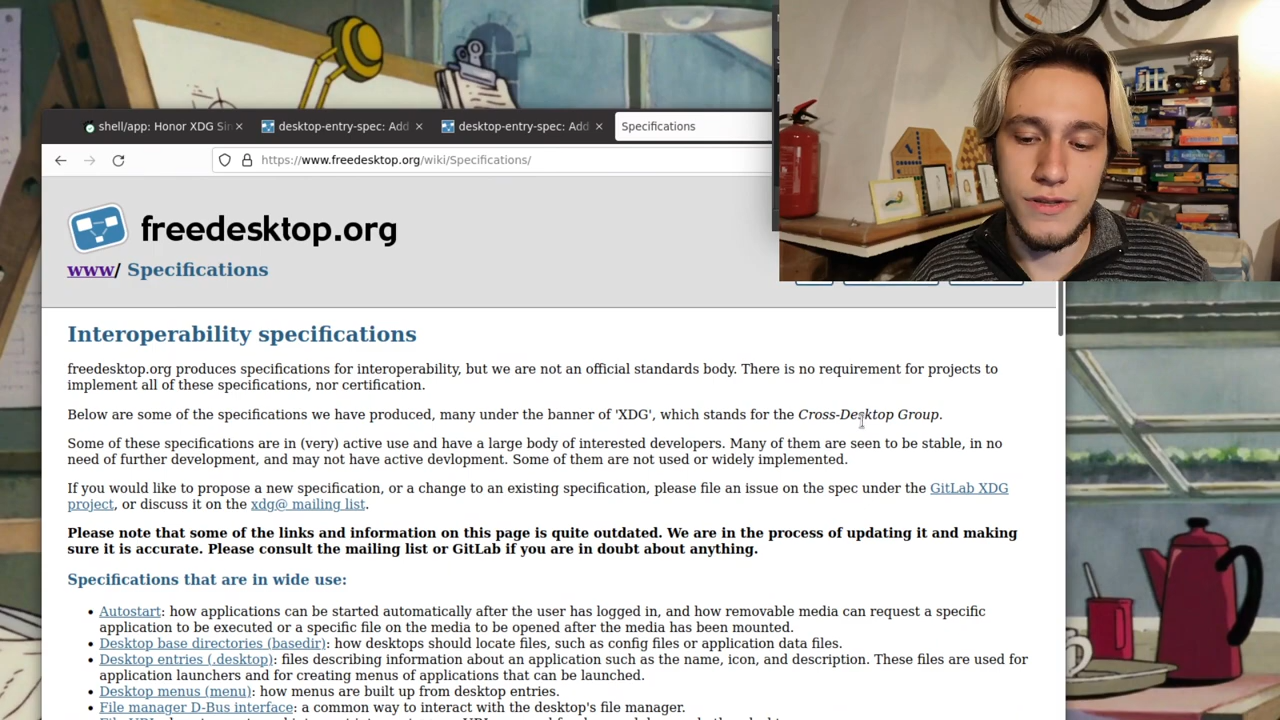 shell/app: Honor XDG Sin
desktop-entry-spec: Add
desktop-entry-spec: Add
Specifications
https://www.freedesktop.org/wiki/Specifications/
freedesktop.org
www/ Specifications
Interoperability specifications
freedesktop.org produces specifications for interoperability, but we are not an official standards body. There is no requirement for projects to
implement all of these specifications, nor certification.
Below are some of the specifications we have produced, many under the banner of 'XDG', which stands for the Cross-Desktop Group.
Some of these specifications are in (very) active use and have a large body of interested developers. Many of them are seen to be stable, in no
need of further development, and may not have active devlopment. Some of them are not used or widely implemented.
If you would like to propose a new specification, or a change to an existing specification, please file an issue on the spec under the GitLab XDG
project, or discuss it on the xdg@ mailing list.
Please note that some of the links and information on this page is quite outdated. We are in the process of updating it and making
sure it is accurate. Please consult the mailing list or GitLab if you are in doubt about anything.
Specifications that are in wide use:
• Autostart: how applications can be started automatically after the user has logged in, and how removable media can request a specific
application to be executed or a specific file on the media to be opened after the media has been mounted.
• Desktop base directories (basedir): how desktops should locate files, such as config files or application data files.
• Desktop entries (.desktop): files describing information about an application such as the name, icon, and description. These files are used for
application launchers and for creating menus of applications that can be launched.
• Desktop menus (menu): how menus are built up from desktop entries.
• File manager D-Bus interface: a common way to interact with the desktop's file manager.